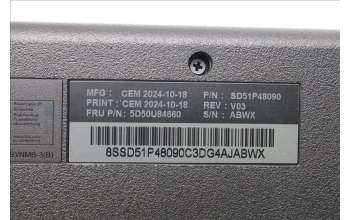 MFG : CEM 2024-10-18 P/N: SD51P48090
PRINT : CEM 2024-10-18 REV : V03
FRU P/N: 5D50U84660 S/N : ABWX
8SSD51P48090C3DG4AJABWX